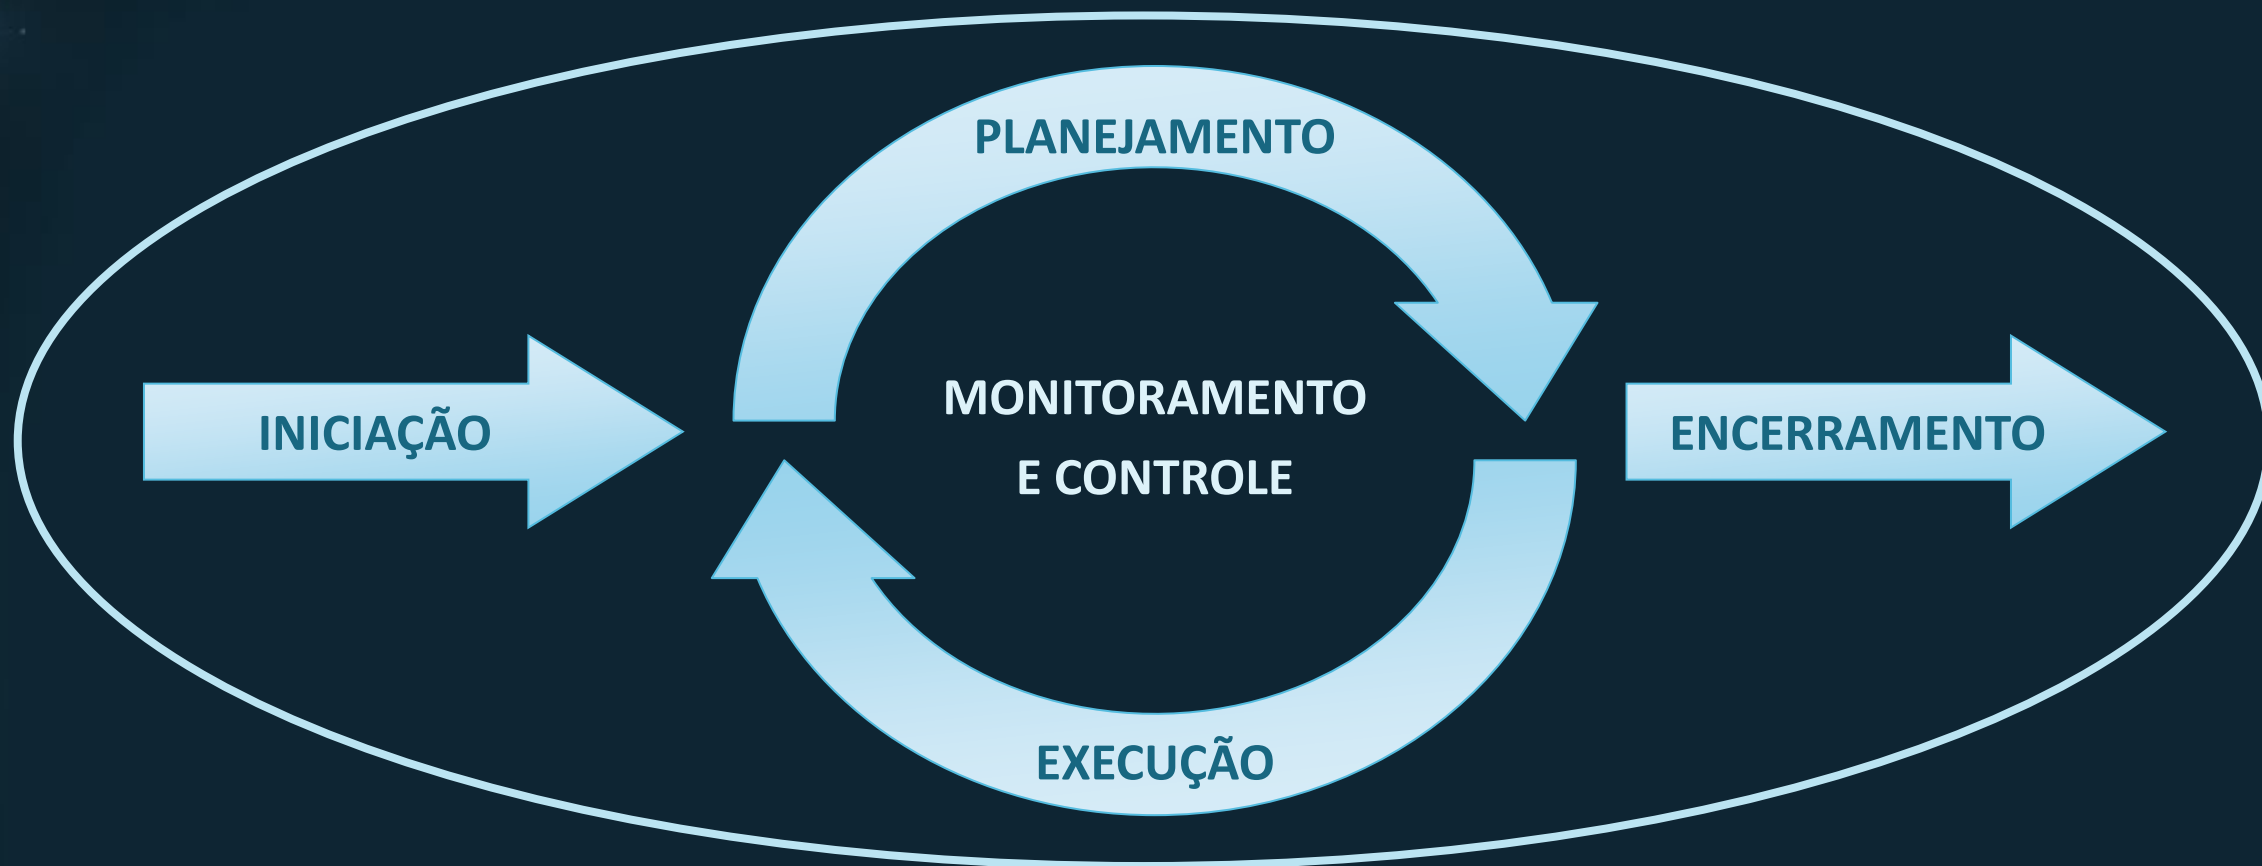 PLANEJAMENTO
INICIAÇÃO
MONITORAMENTO
E CONTROLE
ENCERRAMENTO
EXECUÇÃO